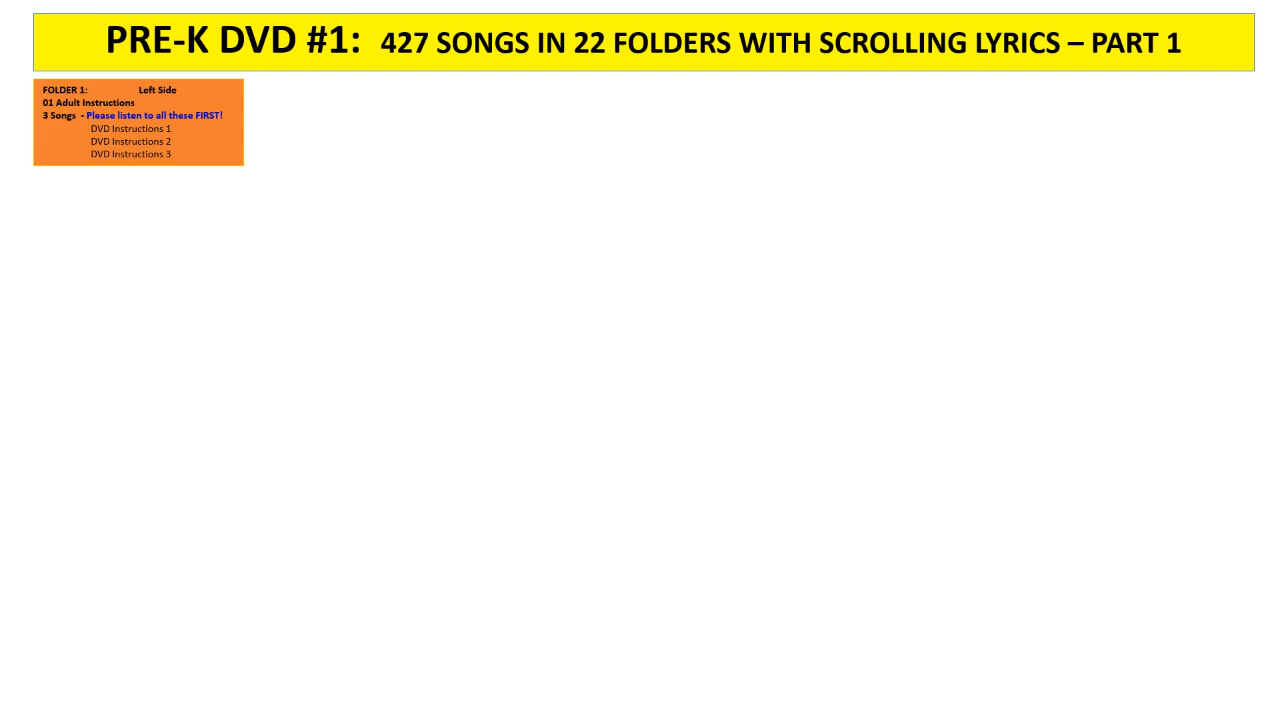 PRE-K DVD #1: 427 SONGS IN 22 FOLDERS WITH SCROLLING LYRICS – PART 1
FOLDER 1: Left Side
01 Adult Instructions
3 Songs - Please listen to all these FIRST!
DVD Instructions 1
DVD Instructions 2
DVD Instructions 3